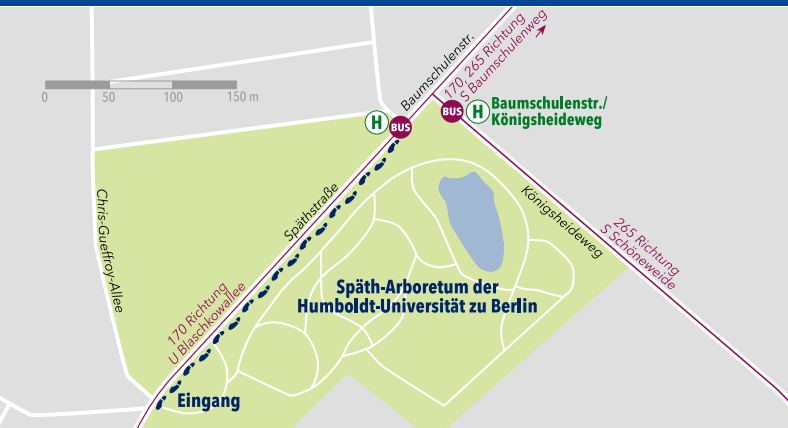 Baumschulenstr.
170, 265 Richtung
S Baumschulenweg
0 50 100 150 m
H
BUS
BUS
H
Baumschulenstr./
Königsheideweg
Chris-Gueffroy-Allee
Späthstraße
Königsheideweg
265 Richtung
S Schöneweide
Späth-Arboretum der
Humboldt-Universität zu Berlin
170 Richtung
U Blaschkowallee
Eingang